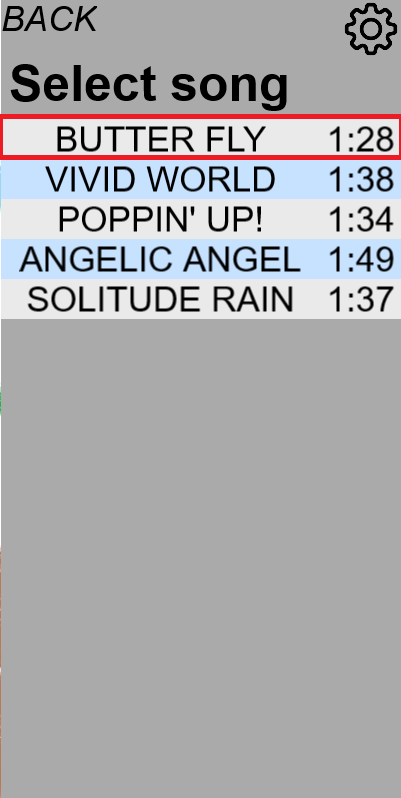 BACK
Select song
BUTTER FLY 1:28
VIVID WORLD 1:38
POPPIN' UP! 1:34
ANGELIC ANGEL 1:49
SOLITUDE RAIN 1:37